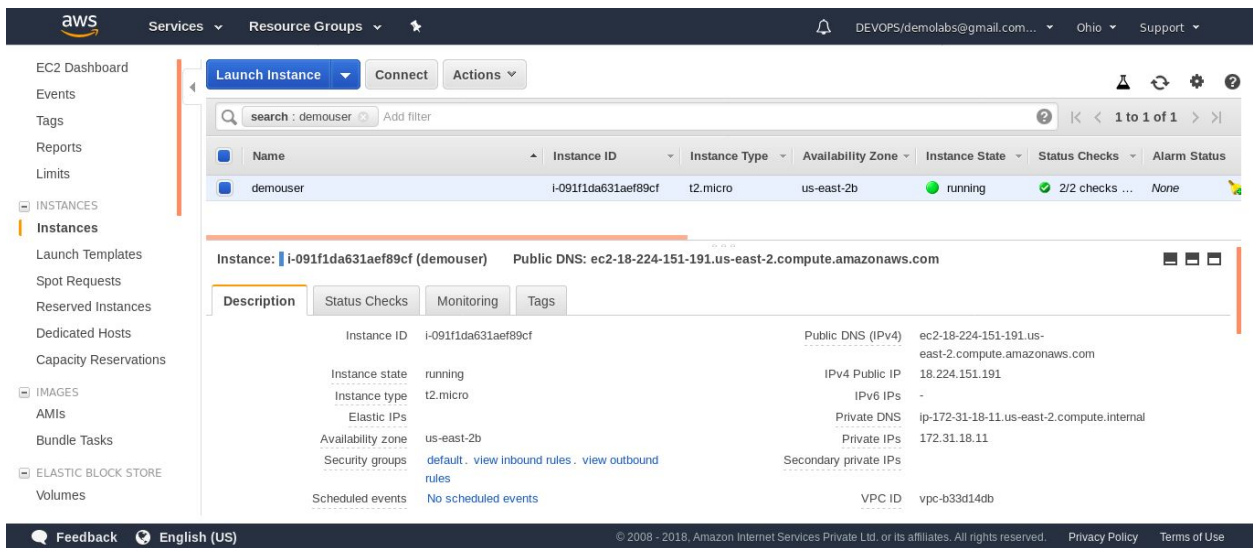 aws Services Resource Groups DEVOPS/demolabs@gmail.com... Ohio Support
EC2 Dashboard
Events
Tags
Reports
Limits
INSTANCES
Instances
Launch Templates
Spot Requests
Reserved Instances
Dedicated Hosts
Capacity Reservations
IMAGES
AMIs
Bundle Tasks
ELASTIC BLOCK STORE
Volumes
Launch Instance Connect Actions
search : demouser Add filter 1 to 1 of 1
Name Instance ID Instance Type Availability Zone Instance State Status Checks Alarm Status
demouser i-091f1da631aef89cf t2.micro us-east-2b running 2/2 checks ... None
Instance: i-091f1da631aef89cf (demouser) Public DNS: ec2-18-224-151-191.us-east-2.compute.amazonaws.com
Description Status Checks Monitoring Tags
Instance ID i-091f1da631aef89cf
Instance state running
Instance type t2.micro
Elastic IPs
Availability zone us-east-2b
Security groups default. view inbound rules. view outbound
rules
Scheduled events No scheduled events
Public DNS (IPv4) ec2-18-224-151-191.us-
east-2.compute.amazonaws.com
IPv4 Public IP 18.224.151.191
IPv6 IPs -
Private DNS ip-172-31-18-11.us-east-2.compute.internal
Private IPs 172.31.18.11
Secondary private IPs
VPC ID vpc-b33d14db
Feedback English (US) © 2008 - 2018, Amazon Internet Services Private Ltd. or its affiliates. All rights reserved. Privacy Policy Terms of Use